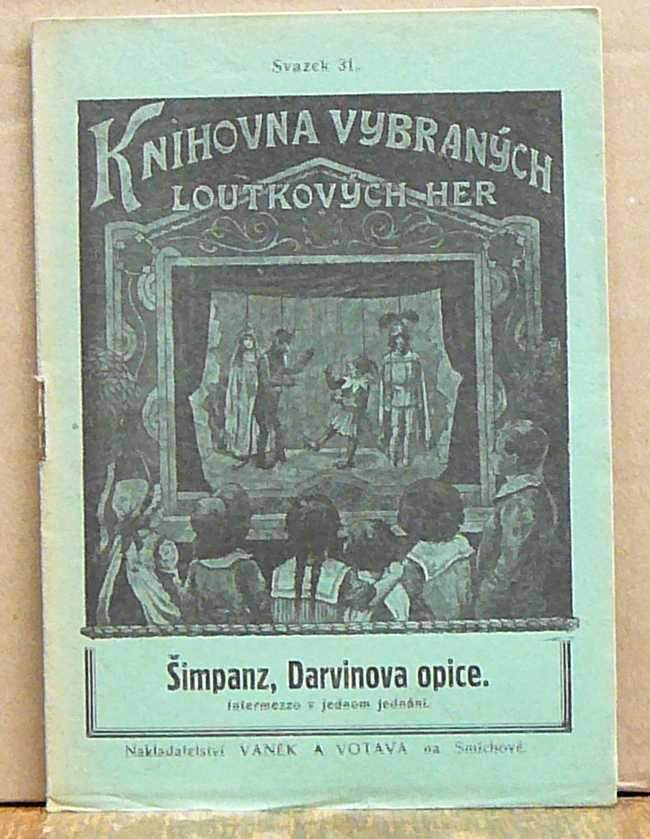 Svazek 31.
KNIHOVNA VYBRANÝCH
LOUTKOVÝCH HER
Šimpanz, Darvinova opice.
Intermezzo v jednom jednání.
Nakladatelství VANĚK A VOTAVA na Smíchově.